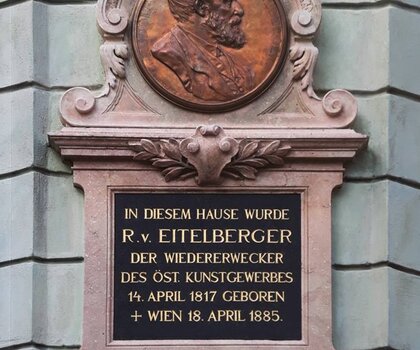 IN DIESEM HAUSE WURDE
R.v. EITELBERGER
DER WIEDERERWECKER
DES ÖST. KUNSTGEWERBES
14. APRIL 1817 GEBOREN
+ WIEN 18. APRIL 1885.